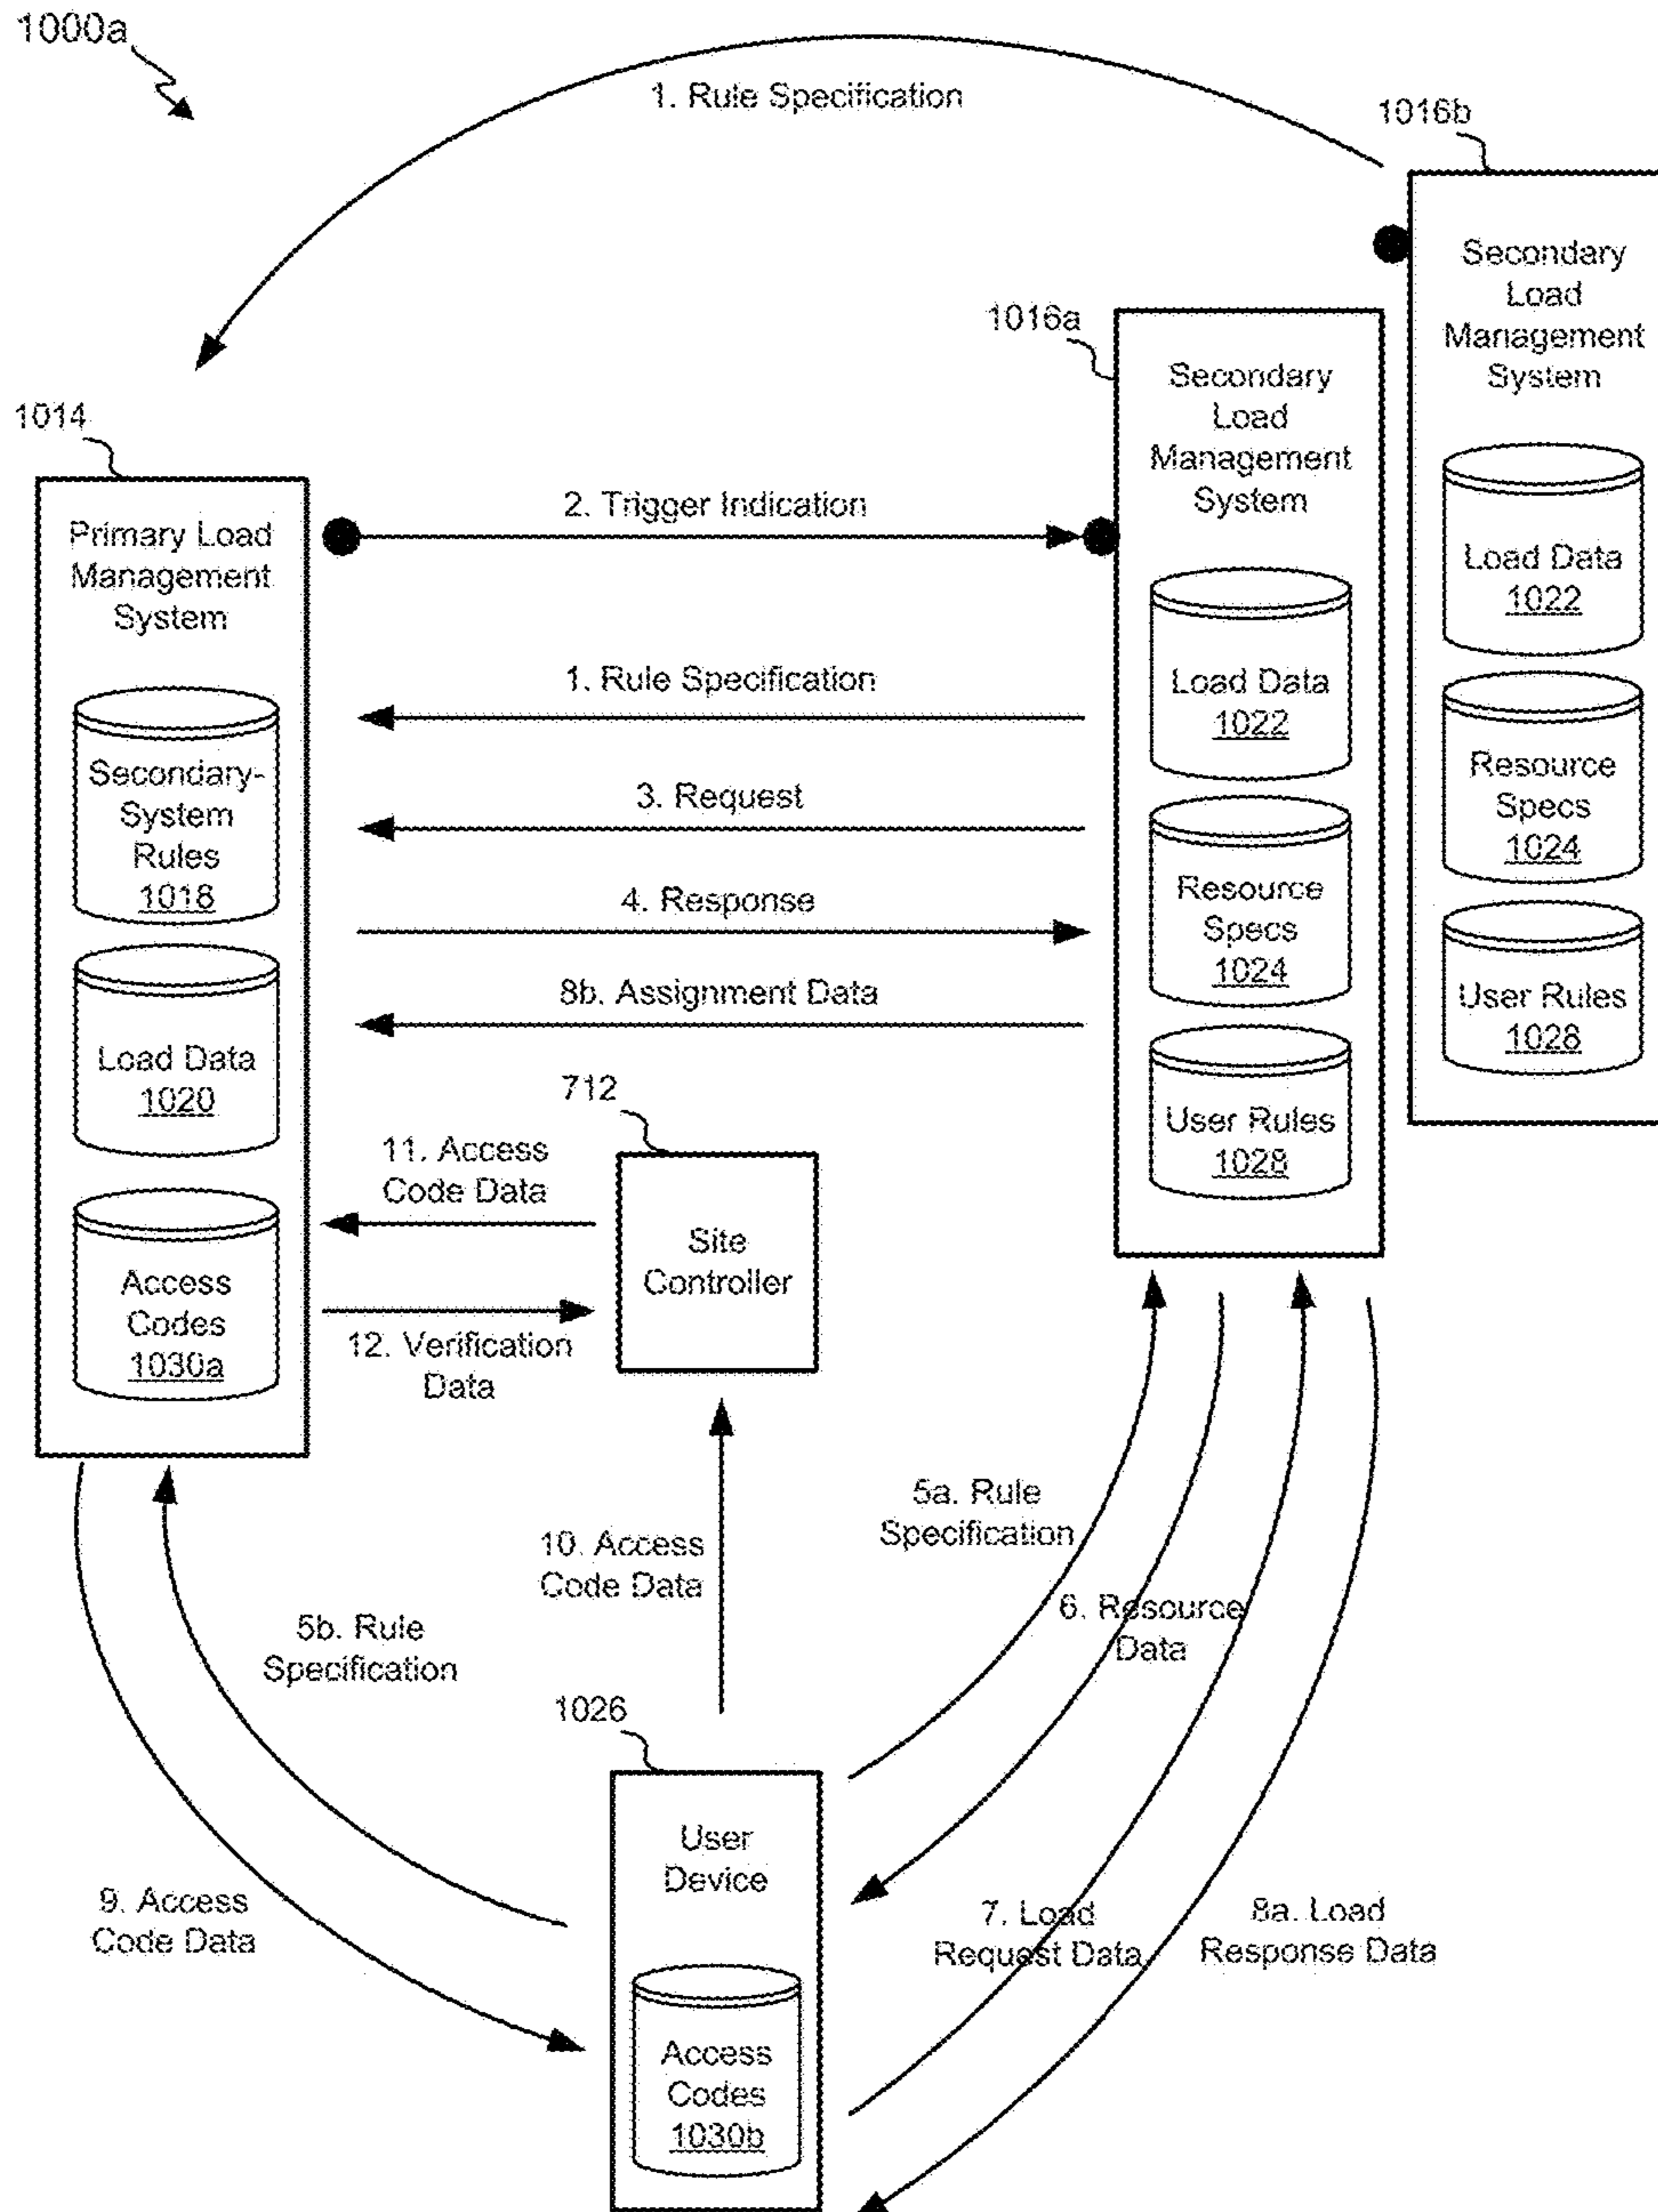 1000a
1. Rule Specification
1016b
Secondary
Load
Management
System
Load Data
1022
Resource
Specs
1024
User Rules
1028
1016a
Secondary
Load
Management
System
Load Data
1022
Resource
Specs
1024
User Rules
1028
1014
Primary Load
Management
System
Secondary-
System
Rules
1018
Load Data
1020
Access
Codes
1030a
2. Trigger Indication
1. Rule Specification
3. Request
4. Response
8b. Assignment Data
712
Site
Controller
11. Access
Code Data
12. Verification
Data
10. Access
Code Data
5a. Rule
Specification
6. Resource
Data
5b. Rule
Specification
1026
User
Device
Access
Codes
1030b
9. Access
Code Data
7. Load
Request Data
8a. Load
Response Data